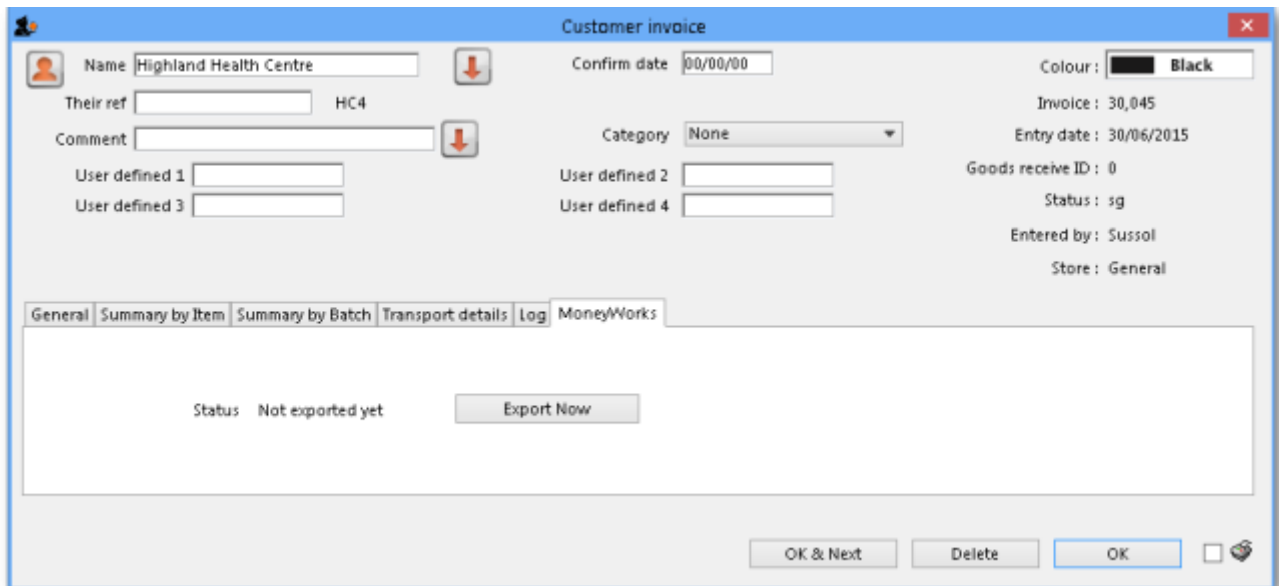 Customer invoice
Name Highland Health Centre Confirm date 00/00/00 Colour : Black
Their ref HC4 Invoice : 30,045
Comment Category None Entry date : 30/06/2015
User defined 1 User defined 2 Goods receive ID : 0
User defined 3 User defined 4 Status : sg
Entered by : Sussol
Store : General
General Summary by Item Summary by Batch Transport details Log MoneyWorks
Status Not exported yet Export Now
OK & Next Delete OK